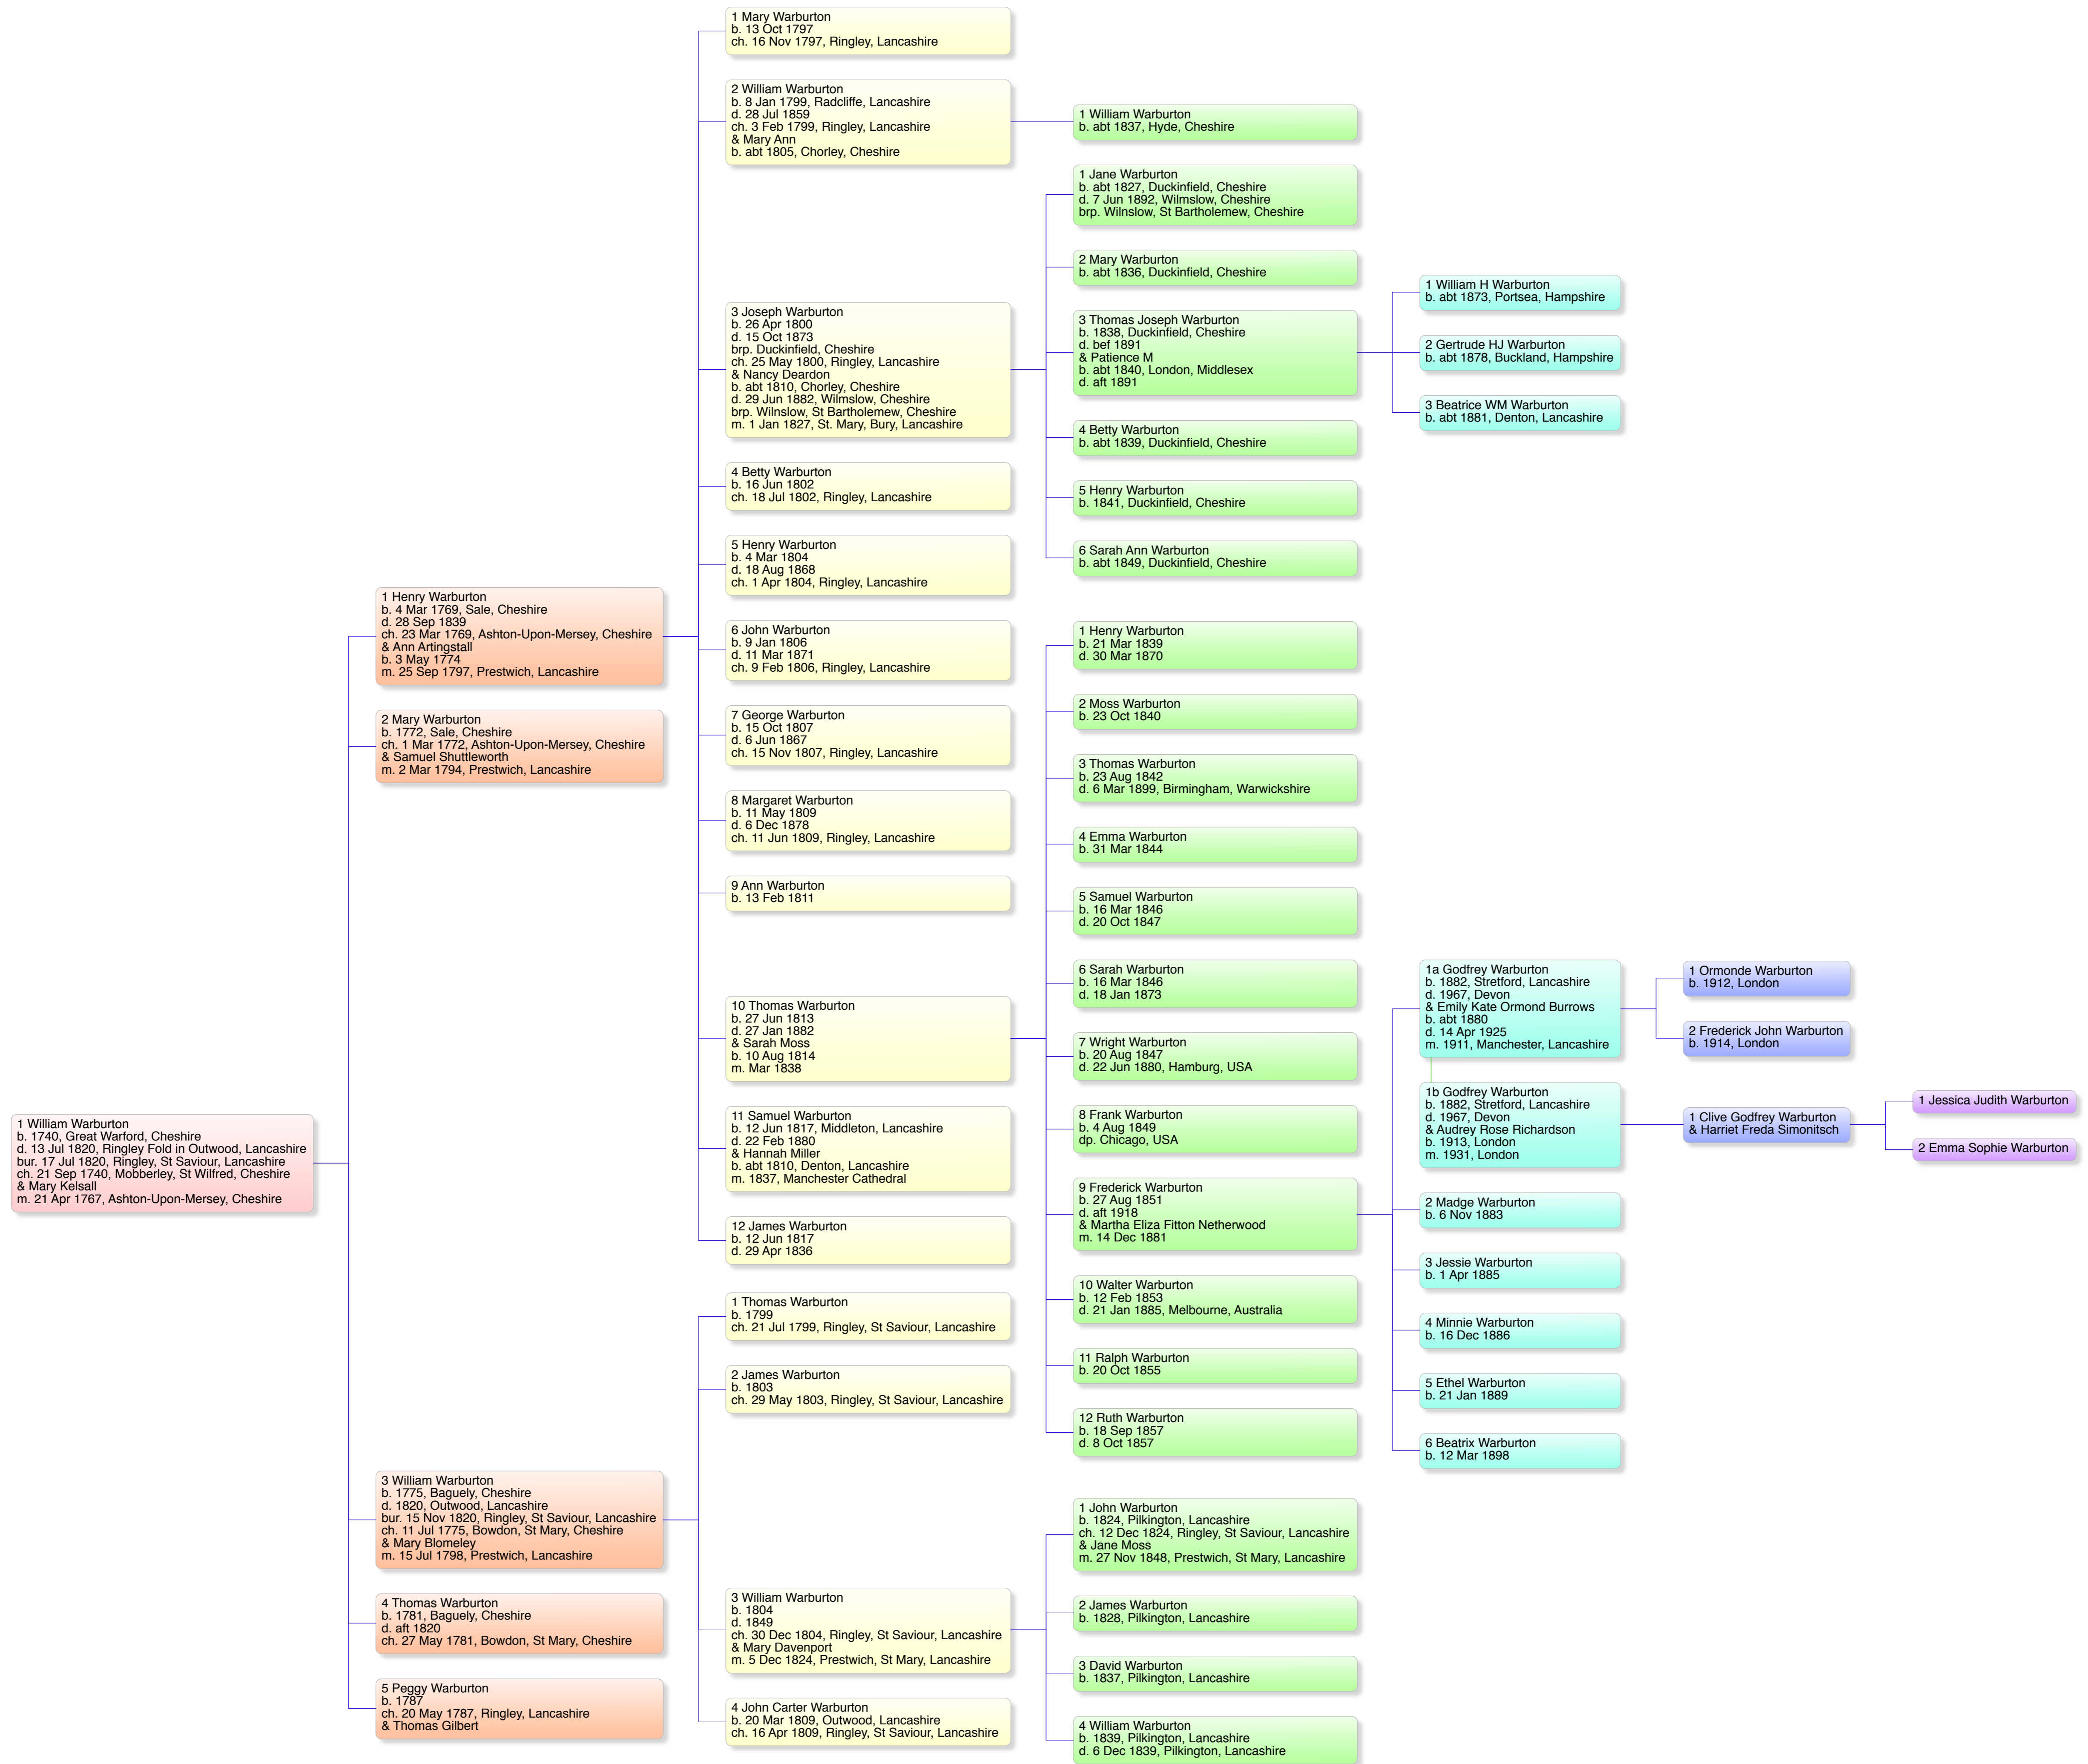 1 William Warburton
b. 1740, Great Warford, Cheshire
d. 13 Jul 1820, Ringley Fold in Outwood, Lancashire
bur. 17 Jul 1820, Ringley, St Saviour, Lancashire
ch. 21 Sep 1740, Mobberley, St Wilfred, Cheshire
& Mary Kelsall
m. 21 Apr 1767, Ashton-Upon-Mersey, Cheshire
1 Henry Warburton
b. 4 Mar 1769, Sale, Cheshire
d. 28 Sep 1839
ch. 23 Mar 1769, Ashton-Upon-Mersey, Cheshire
& Ann Artingstall
b. 3 May 1774
m. 25 Sep 1797, Prestwich, Lancashire
2 Mary Warburton
b. 1772, Sale, Cheshire
ch. 1 Mar 1772, Ashton-Upon-Mersey, Cheshire
& Samuel Shuttleworth
m. 2 Mar 1794, Prestwich, Lancashire
3 William Warburton
b. 1775, Baguely, Cheshire
d. 1820, Outwood, Lancashire
bur. 15 Nov 1820, Ringley, St Saviour, Lancashire
ch. 11 Jul 1775, Bowdon, St Mary, Cheshire
& Mary Blomeley
m. 15 Jul 1798, Prestwich, Lancashire
4 Thomas Warburton
b. 1781, Baguely, Cheshire
d. aft 1820
ch. 27 May 1781, Bowdon, St Mary, Cheshire
5 Peggy Warburton
b. 1787
ch. 20 May 1787, Ringley, Lancashire
& Thomas Gilbert
1 Mary Warburton
b. 13 Oct 1797
ch. 16 Nov 1797, Ringley, Lancashire
2 William Warburton
b. 8 Jan 1799, Radcliffe, Lancashire
d. 28 Jul 1859
ch. 3 Feb 1799, Ringley, Lancashire
& Mary Ann
b. abt 1805, Chorley, Cheshire
3 Joseph Warburton
b. 26 Apr 1800
d. 15 Oct 1873
brp. Duckinfield, Cheshire
ch. 25 May 1800, Ringley, Lancashire
& Nancy Deardon
b. abt 1810, Chorley, Cheshire
d. 29 Jun 1882, Wilmslow, Cheshire
brp. Wilnslow, St Bartholemew, Cheshire
m. 1 Jan 1827, St. Mary, Bury, Lancashire
4 Betty Warburton
b. 16 Jun 1802
ch. 18 Jul 1802, Ringley, Lancashire
5 Henry Warburton
b. 4 Mar 1804
d. 18 Aug 1868
ch. 1 Apr 1804, Ringley, Lancashire
6 John Warburton
b. 9 Jan 1806
d. 11 Mar 1871
ch. 9 Feb 1806, Ringley, Lancashire
7 George Warburton
b. 15 Oct 1807
d. 6 Jun 1867
ch. 15 Nov 1807, Ringley, Lancashire
8 Margaret Warburton
b. 11 May 1809
d. 6 Dec 1878
ch. 11 Jun 1809, Ringley, Lancashire
9 Ann Warburton
b. 13 Feb 1811
10 Thomas Warburton
b. 27 Jun 1813
d. 27 Jan 1882
& Sarah Moss
b. 10 Aug 1814
m. Mar 1838
11 Samuel Warburton
b. 12 Jun 1817, Middleton, Lancashire
d. 22 Feb 1880
& Hannah Miller
b. abt 1810, Denton, Lancashire
m. 1837, Manchester Cathedral
12 James Warburton
b. 12 Jun 1817
d. 29 Apr 1836
1 Thomas Warburton
b. 1799
ch. 21 Jul 1799, Ringley, St Saviour, Lancashire
2 James Warburton
b. 1803
ch. 29 May 1803, Ringley, St Saviour, Lancashire
3 William Warburton
b. 1804
d. 1849
ch. 30 Dec 1804, Ringley, St Saviour, Lancashire
& Mary Davenport
m. 5 Dec 1824, Prestwich, St Mary, Lancashire
4 John Carter Warburton
b. 20 Mar 1809, Outwood, Lancashire
ch. 16 Apr 1809, Ringley, St Saviour, Lancashire
1 William Warburton
b. abt 1837, Hyde, Cheshire
1 Jane Warburton
b. abt 1827, Duckinfield, Cheshire
d. 7 Jun 1892, Wilmslow, Cheshire
brp. Wilnslow, St Bartholemew, Cheshire
2 Mary Warburton
b. abt 1836, Duckinfield, Cheshire
3 Thomas Joseph Warburton
b. 1838, Duckinfield, Cheshire
d. bef 1891
& Patience M
b. abt 1840, London, Middlesex
d. aft 1891
4 Betty Warburton
b. abt 1839, Duckinfield, Cheshire
5 Henry Warburton
b. 1841, Duckinfield, Cheshire
6 Sarah Ann Warburton
b. abt 1849, Duckinfield, Cheshire
1 Henry Warburton
b. 21 Mar 1839
d. 30 Mar 1870
2 Moss Warburton
b. 23 Oct 1840
3 Thomas Warburton
b. 23 Aug 1842
d. 6 Mar 1899, Birmingham, Warwickshire
4 Emma Warburton
b. 31 Mar 1844
5 Samuel Warburton
b. 16 Mar 1846
d. 20 Oct 1847
6 Sarah Warburton
b. 16 Mar 1846
d. 18 Jan 1873
7 Wright Warburton
b. 20 Aug 1847
d. 22 Jun 1880, Hamburg, USA
8 Frank Warburton
b. 4 Aug 1849
dp. Chicago, USA
9 Frederick Warburton
b. 27 Aug 1851
d. aft 1918
& Martha Eliza Fitton Netherwood
m. 14 Dec 1881
10 Walter Warburton
b. 12 Feb 1853
d. 21 Jan 1885, Melbourne, Australia
11 Ralph Warburton
b. 20 Oct 1855
12 Ruth Warburton
b. 18 Sep 1857
d. 8 Oct 1857
1 John Warburton
b. 1824, Pilkington, Lancashire
ch. 12 Dec 1824, Ringley, St Saviour, Lancashire
& Jane Moss
m. 27 Nov 1848, Prestwich, St Mary, Lancashire
2 James Warburton
b. 1828, Pilkington, Lancashire
3 David Warburton
b. 1837, Pilkington, Lancashire
4 William Warburton
b. 1839, Pilkington, Lancashire
d. 6 Dec 1839, Pilkington, Lancashire
1 William H Warburton
b. abt 1873, Portsea, Hampshire
2 Gertrude HJ Warburton
b. abt 1878, Buckland, Hampshire
3 Beatrice WM Warburton
b. abt 1881, Denton, Lancashire
1a Godfrey Warburton
b. 1882, Stretford, Lancashire
d. 1967, Devon
& Emily Kate Ormond Burrows
b. abt 1880
d. 14 Apr 1925
m. 1911, Manchester, Lancashire
1b Godfrey Warburton
b. 1882, Stretford, Lancashire
d. 1967, Devon
& Audrey Rose Richardson
b. 1913, London
m. 1931, London
2 Madge Warburton
b. 6 Nov 1883
3 Jessie Warburton
b. 1 Apr 1885
4 Minnie Warburton
b. 16 Dec 1886
5 Ethel Warburton
b. 21 Jan 1889
6 Beatrix Warburton
b. 12 Mar 1898
1 Ormonde Warburton
b. 1912, London
2 Frederick John Warburton
b. 1914, London
1 Clive Godfrey Warburton
& Harriet Freda Simonitsch
1 Jessica Judith Warburton
2 Emma Sophie Warburton